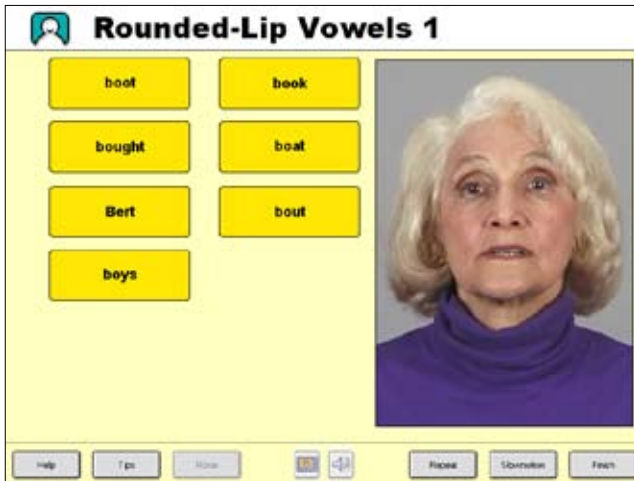 Rounded-Lip Vowels 1
boot book
bought boat
Bert bout
boys
Help Tips Repeat Slowmotion Finish